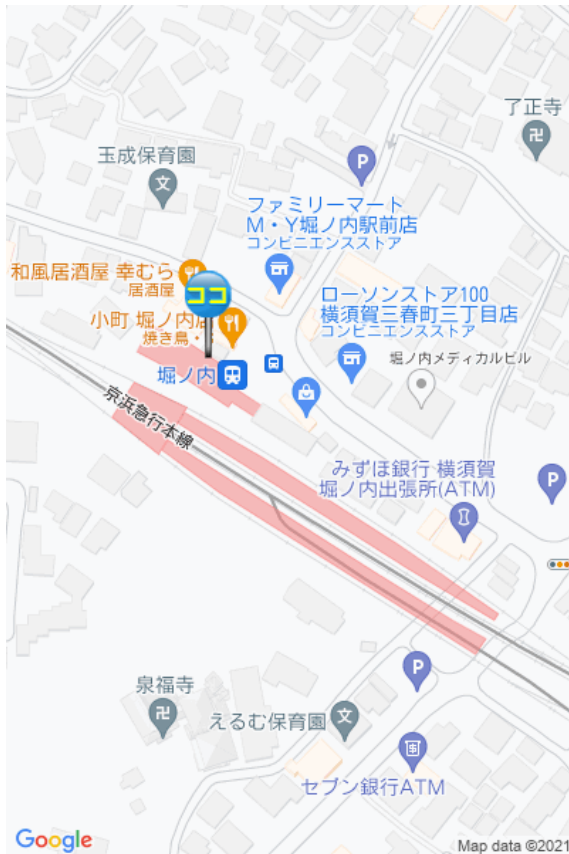 了正寺
玉成保育園
P
ファミリーマート
M・Y堀ノ内駅前店
コンビニエンスストア
和風居酒屋 幸むら
居酒屋
ココ
ローソンストア100
横須賀三春町三丁目店
コンビニエンスストア
小町 堀ノ内店
焼き鳥・
堀ノ内メディカルビル
堀ノ内
京浜急行本線
みずほ銀行 横須賀
堀ノ内出張所(ATM)
P
P
泉福寺
えるむ保育園
セブン銀行ATM
Google
Map data ©2021